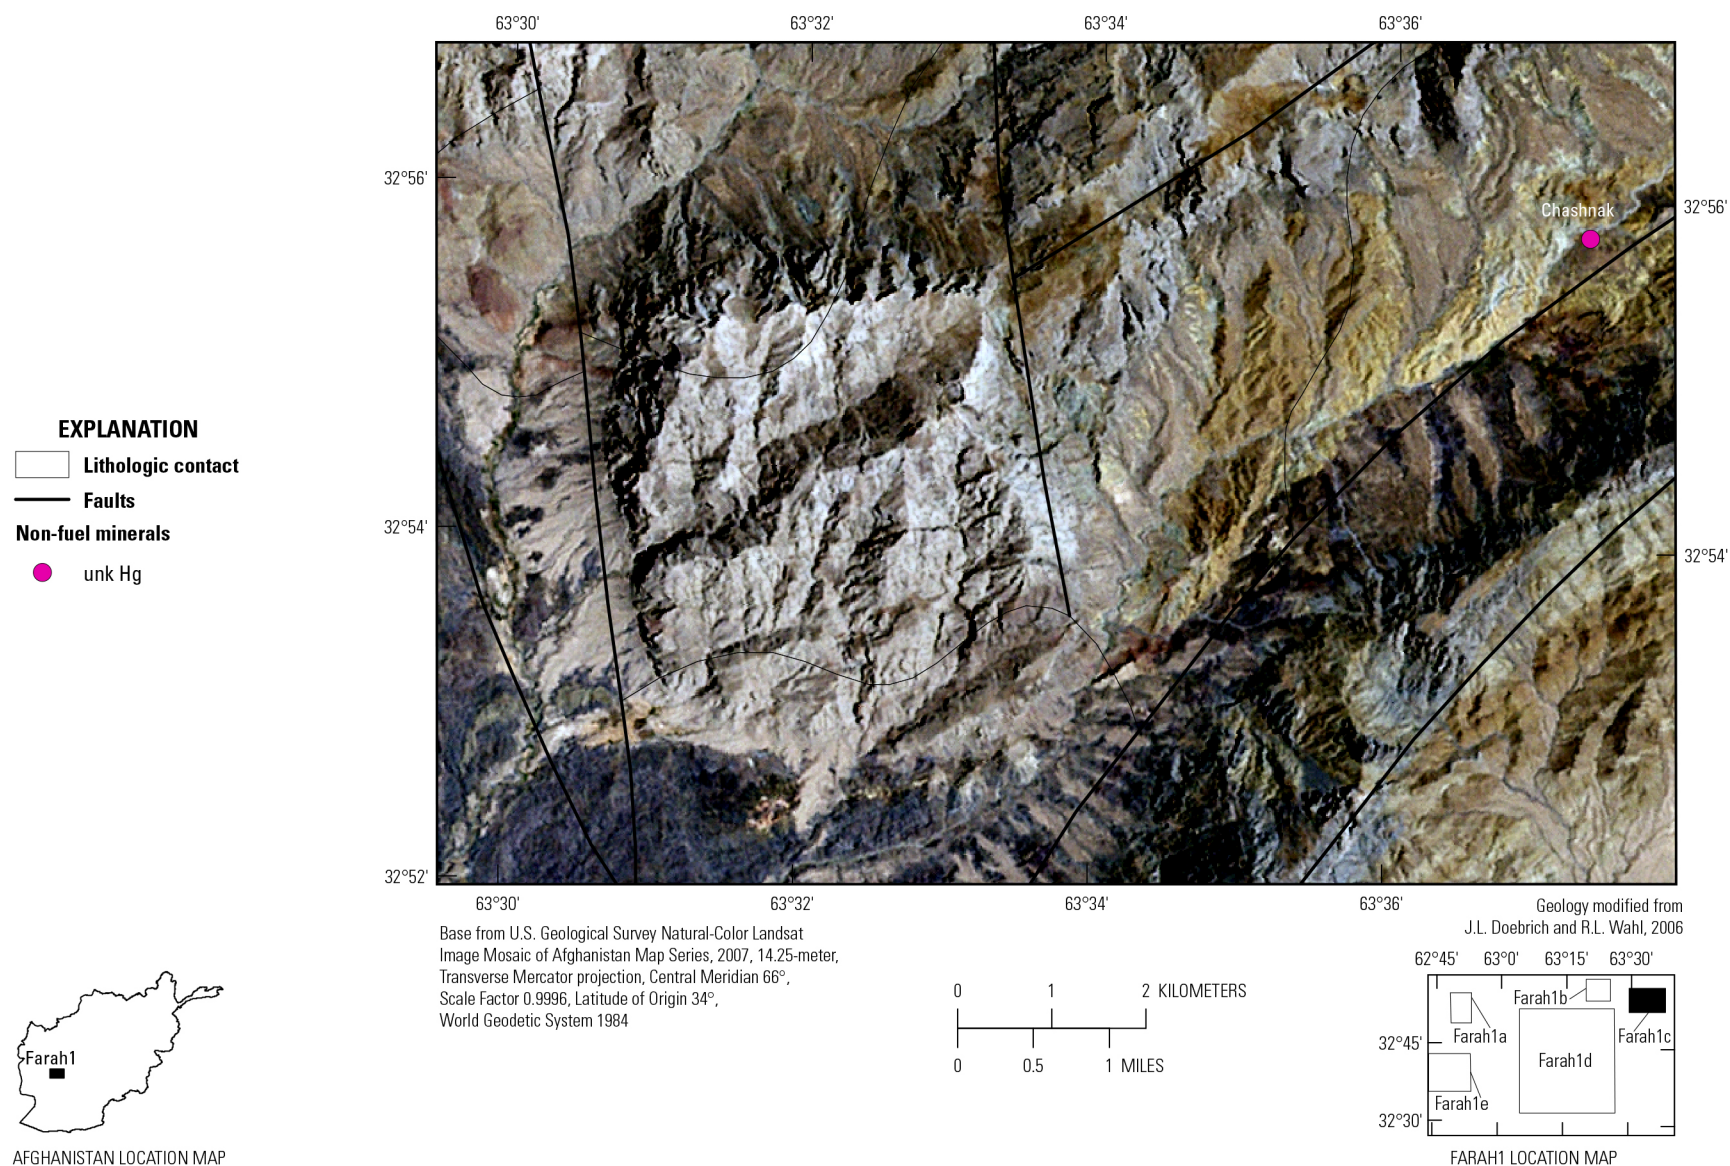 63°30' 63°32' 63°34' 63°36'
32°56'
32°56'
Chashnak
EXPLANATION
Lithologic contact
Faults
Non-fuel minerals
unk Hg
32°54'
32°54'
32°52'
63°30' 63°32' 63°34' 63°36'
Base from U.S. Geological Survey Natural-Color Landsat
Image Mosaic of Afghanistan Map Series, 2007, 14.25-meter,
Transverse Mercator projection, Central Meridian 66°,
Scale Factor 0.9996, Latitude of Origin 34°,
World Geodetic System 1984
0 1 2 KILOMETERS
0 0.5 1 MILES
Geology modified from
J.L. Doebrich and R.L. Wahl, 2006
62°45' 63°0' 63°15' 63°30'
Farah1b
Farah1a
Farah1c
32°45'
Farah1d
Farah1e
32°30'
FARAH1 LOCATION MAP
Farah1
AFGHANISTAN LOCATION MAP